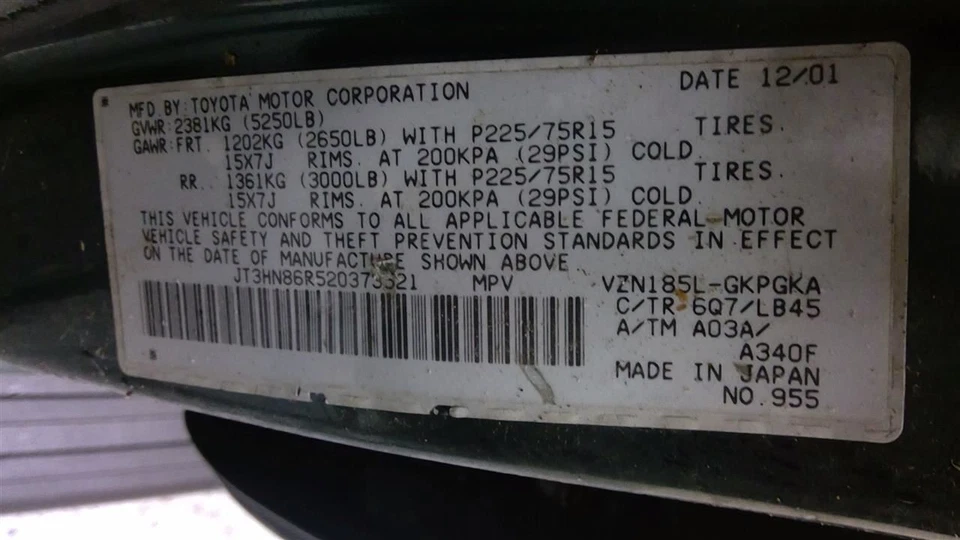 DATE 12/01
MFD. BY: TOYOTA MOTOR CORPORATION
GVWR: 2381KG (5250LB)
GAWR: FRT. 1202KG (2650LB) WITH P225/75R15 TIRES.
15X7J RIMS. AT 200KPA (29PSI) COLD.
RR. 1361KG (3000LB) WITH P225/75R15 TIRES.
15X7J RIMS. AT 200KPA (29PSI) COLD
THIS VEHICLE CONFORMS TO ALL APPLICABLE FEDERAL MOTOR
VEHICLE SAFETY AND THEFT PREVENTION STANDARDS IN EFFECT
ON THE DATE OF MANUFACTURE SHOWN ABOVE
JT3HN86R520373521 MPV
VZN185L-GKPGKA
C/TR 6Q7/LB45
A/TM A03A/
A340F
MADE IN JAPAN
NO.955